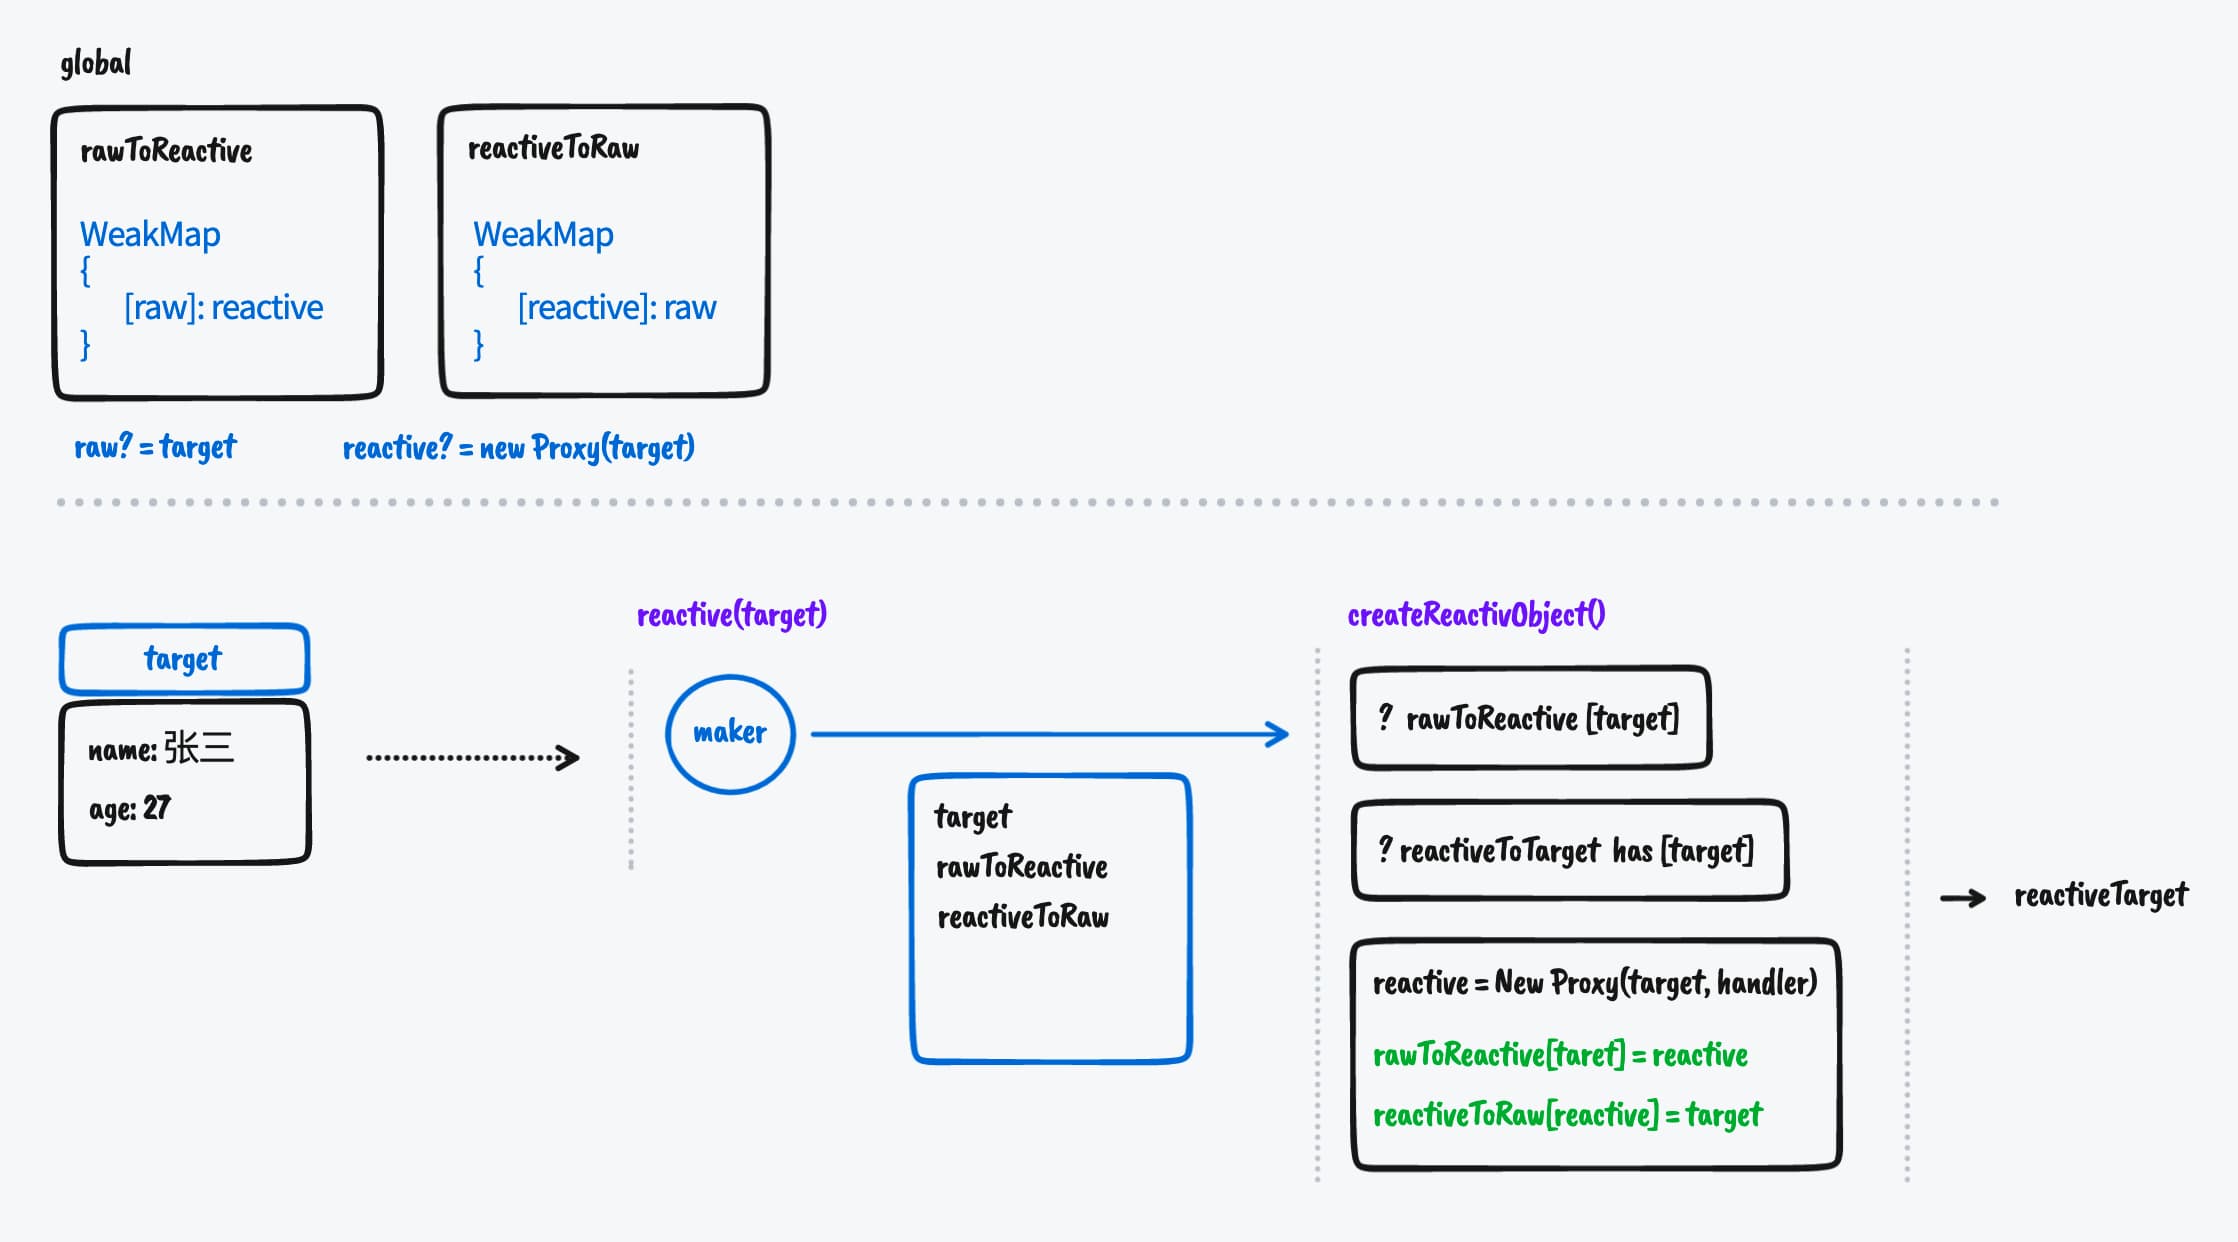 global
rawToReactive
WeakMap
{
[raw]: reactive
}
reactiveToRaw
WeakMap
{
[reactive]: raw
}
raw? = target
reactive? = new Proxy(target)
target
name: 张三
age: 27
reactive(target)
maker
target
rawToReactive
reactiveToRaw
createReactivObject()
? rawToReactive [target]
? reactiveToTarget has [target]
reactive = New Proxy(target, handler)
rawToReactive[taret] = reactive
reactiveToRaw[reactive] = target
reactiveTarget